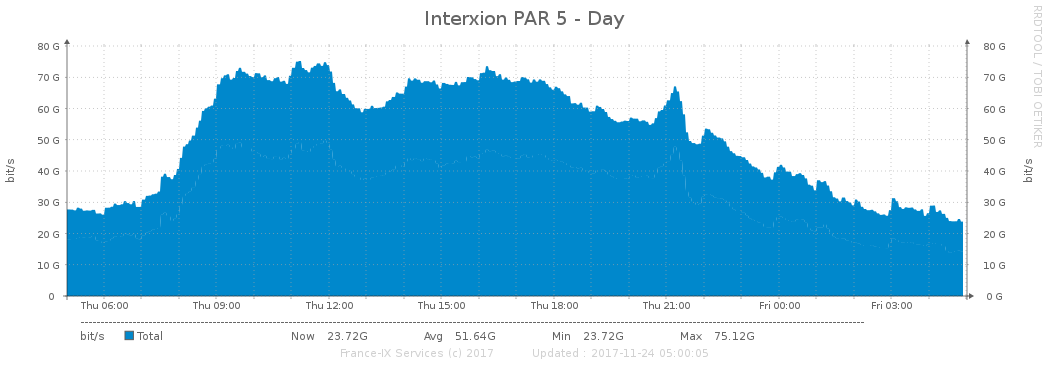 Interxion PAR 5 - Day
RRDTOOL / TOBI OETIKER
bit/s
80 G
70 G
60 G
50 G
40 G
30 G
20 G
10 G
0
80 G
70 G
60 G
50 G
40 G
30 G
20 G
10 G
0 G
bit/s
Thu 06:00 Thu 09:00 Thu 12:00 Thu 15:00 Thu 18:00 Thu 21:00 Fri 00:00 Fri 03:00
bit/s Total Now 23.72G Avg 51.64G Min 23.72G Max 75.12G
France-IX Services (c) 2017 Updated : 2017-11-24 05:00:05